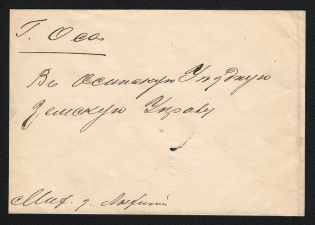 Г. Оса.
Въ Осинскую Уѣздную
Земскую Управу